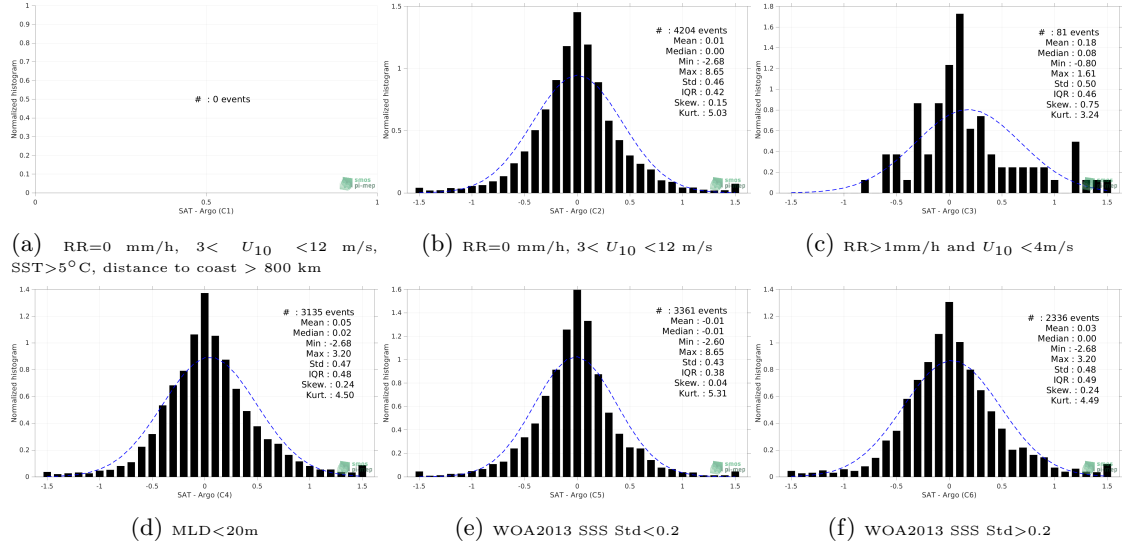 Normalized histogram
1
0.9
0.8
0.7
0.6
0.5
0.4
0.3
0.2
0.1
0
# : 0 events
smos
pi-mep
0 0.5 1
SAT - Argo (C1)
(a) RR=0 mm/h, 3< U10 <12 m/s,
SST>5°C, distance to coast > 800 km
Normalized histogram
1.5
1
0.5
0
# : 4204 events
Mean : 0.01
Median : 0.00
Min : -2.68
Max : 8.65
Std : 0.46
IQR : 0.42
Skew. : 0.15
Kurt. : 5.03
smos
pi-mep
-1.5 -1 -0.5 0 0.5 1 1.5
SAT - Argo (C2)
(b) RR=0 mm/h, 3< U10 <12 m/s
Normalized histogram
1.8
1.6
1.4
1.2
1
0.8
0.6
0.4
0.2
0
# : 81 events
Mean : 0.18
Median : 0.08
Min : -0.80
Max : 1.61
Std : 0.50
IQR : 0.46
Skew. : 0.75
Kurt. : 3.24
smos
pi-mep
-1.5 -1 -0.5 0 0.5 1 1.5
SAT - Argo (C3)
(c) RR>1mm/h and U10 <4m/s
Normalized histogram
1.4
1.2
1
0.8
0.6
0.4
0.2
0
# : 3135 events
Mean : 0.05
Median : 0.02
Min : -2.68
Max : 3.20
Std : 0.47
IQR : 0.48
Skew. : 0.24
Kurt. : 4.50
smos
pi-mep
-1.5 -1 -0.5 0 0.5 1 1.5
SAT - Argo (C4)
(d) MLD<20m
Normalized histogram
1.6
1.4
1.2
1
0.8
0.6
0.4
0.2
0
# : 3361 events
Mean : -0.01
Median : -0.01
Min : -2.60
Max : 8.65
Std : 0.43
IQR : 0.38
Skew. : 0.04
Kurt. : 5.31
smos
pi-mep
-1.5 -1 -0.5 0 0.5 1 1.5
SAT - Argo (C5)
(e) WOA2013 SSS Std<0.2
Normalized histogram
1.4
1.2
1
0.8
0.6
0.4
0.2
0
# : 2336 events
Mean : 0.03
Median : 0.00
Min : -2.68
Max : 3.20
Std : 0.48
IQR : 0.49
Skew. : 0.24
Kurt. : 4.49
smos
pi-mep
-1.5 -1 -0.5 0 0.5 1 1.5
SAT - Argo (C6)
(f) WOA2013 SSS Std>0.2